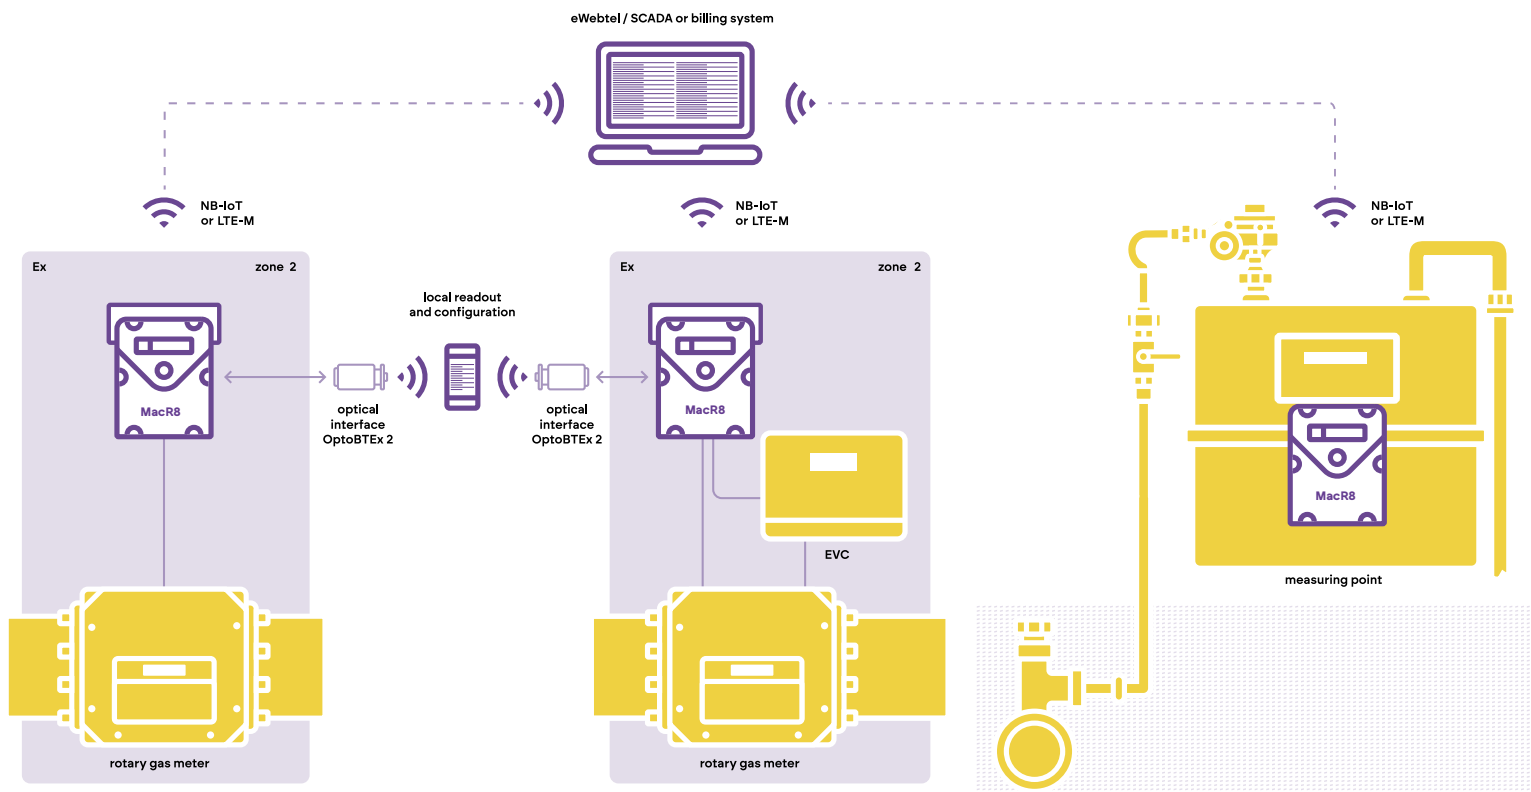 eWebtel / SCADA or billing system
NB-IoT
or LTE-M
NB-IoT
or LTE-M
NB-IoT
or LTE-M
Ex
zone 2
MacR8
rotary gas meter
local readout
and configuration
optical
interface
OptoBTEx 2
optical
interface
OptoBTEx 2
Ex
zone 2
MacR8
EVC
rotary gas meter
MacR8
measuring point